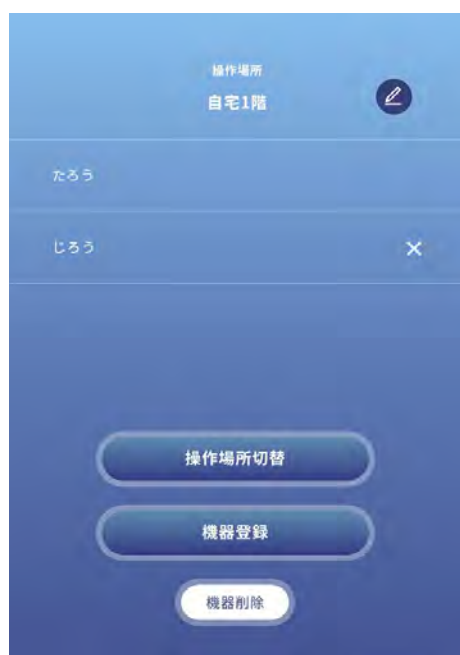 操作場所
自宅1階
たろう
じろう
操作場所切替
機器登録
機器削除